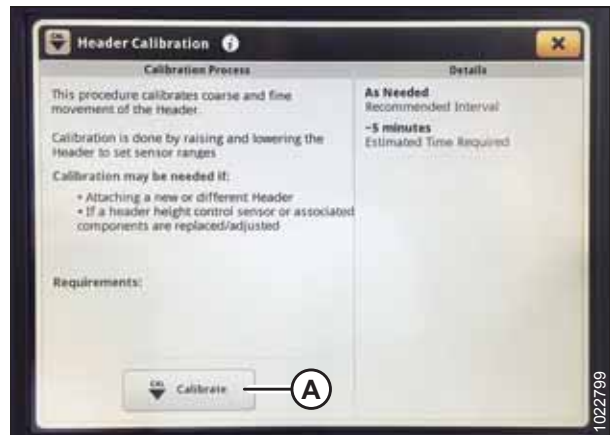 CAL
Header Calibration
Calibration Process
Details
This procedure calibrates coarse and fine
movement of the Header.
Calibration is done by raising and lowering the
Header to set sensor ranges
Calibration may be needed if:
• Attaching a new or different Header
• If a header height control sensor or associated
components are replaced/adjusted
Requirements:
As Needed
Recommended Interval
~5 minutes
Estimated Time Required
CAL
Calibrate
A
1022799